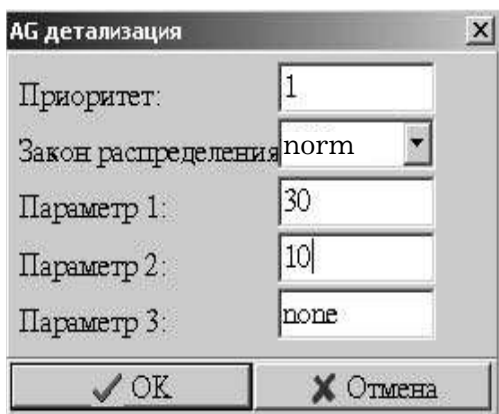 AG детализация
Приоритет: 1
Закон распределения norm
Параметр 1: 30
Параметр 2: 10
Параметр 3: none
OK Отмена